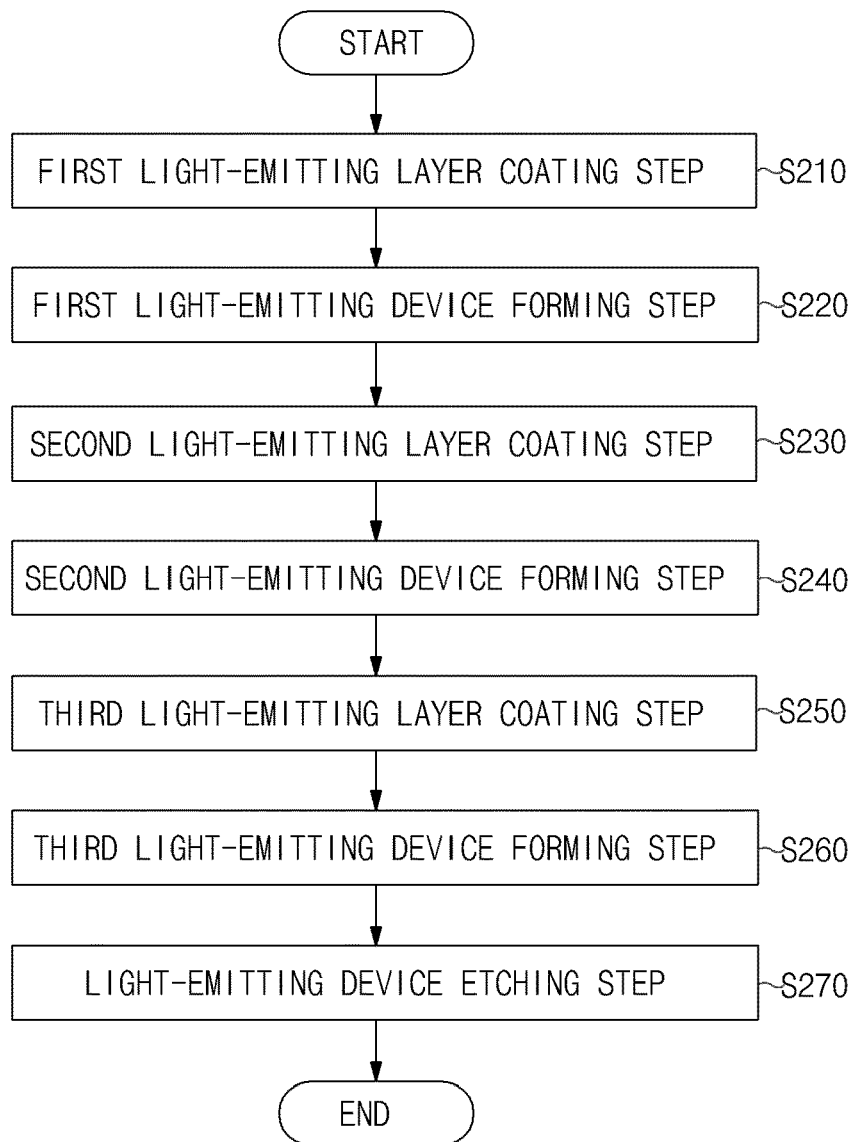 START
FIRST LIGHT-EMITTING LAYER COATING STEP S210
FIRST LIGHT-EMITTING DEVICE FORMING STEP S220
SECOND LIGHT-EMITTING LAYER COATING STEP S230
SECOND LIGHT-EMITTING DEVICE FORMING STEP S240
THIRD LIGHT-EMITTING LAYER COATING STEP S250
THIRD LIGHT-EMITTING DEVICE FORMING STEP S260
LIGHT-EMITTING DEVICE ETCHING STEP S270
END